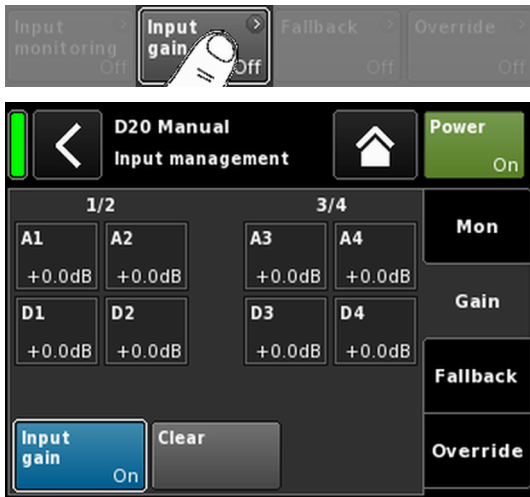 Input
monitoring
Off
Input
gain
Off
Fallback
Off
Override
Off
D20 Manual
Input management
Power
On
1/2
3/4
A1 A2 A3 A4
+0.0dB +0.0dB +0.0dB +0.0dB
D1 D2 D3 D4
+0.0dB +0.0dB +0.0dB +0.0dB
Mon
Gain
Fallback
Override
Input
gain
On
Clear